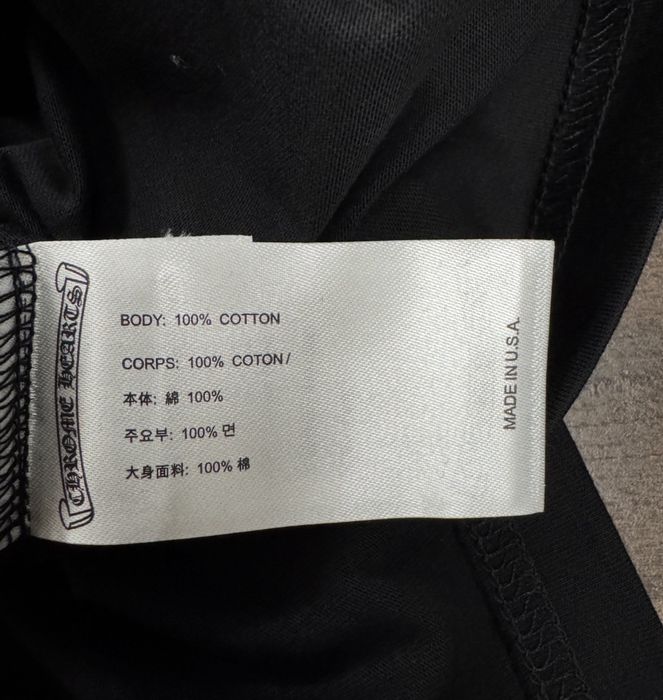 CHROME HEARTS
BODY: 100% COTTON
CORPS: 100% COTON/
本体: 綿 100%
주요부: 100% 면
大身面料: 100% 棉
MADE IN U.S.A.